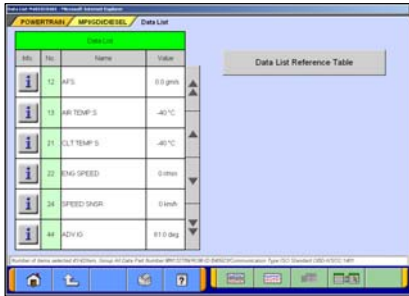 POWERTRAIN / MPI/GDI/DIESEL / Data List
Data List
Info. No. Name Value
12 AFS 0.0 gm/s
13 AIR TEMP S -40 °C
21 CLT TEMP S -40 °C
22 ENG SPEED 0 r/min
24 SPEED SNSR 0 km/h
44 ADV IG 61.0 deg
Data List Reference Table